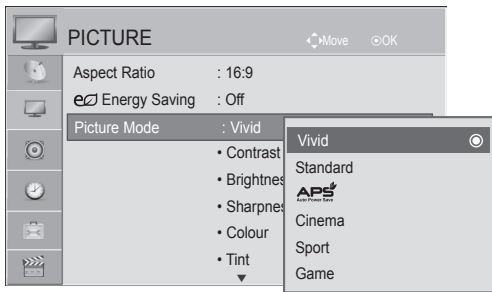 PICTURE
Move OK
Aspect Ratio : 16:9
e Energy Saving : Off
Picture Mode : Vivid
• Contrast
• Brightnes
• Sharpnes
• Colour
• Tint
Vivid
Standard
APS
Auto Power Save
Cinema
Sport
Game